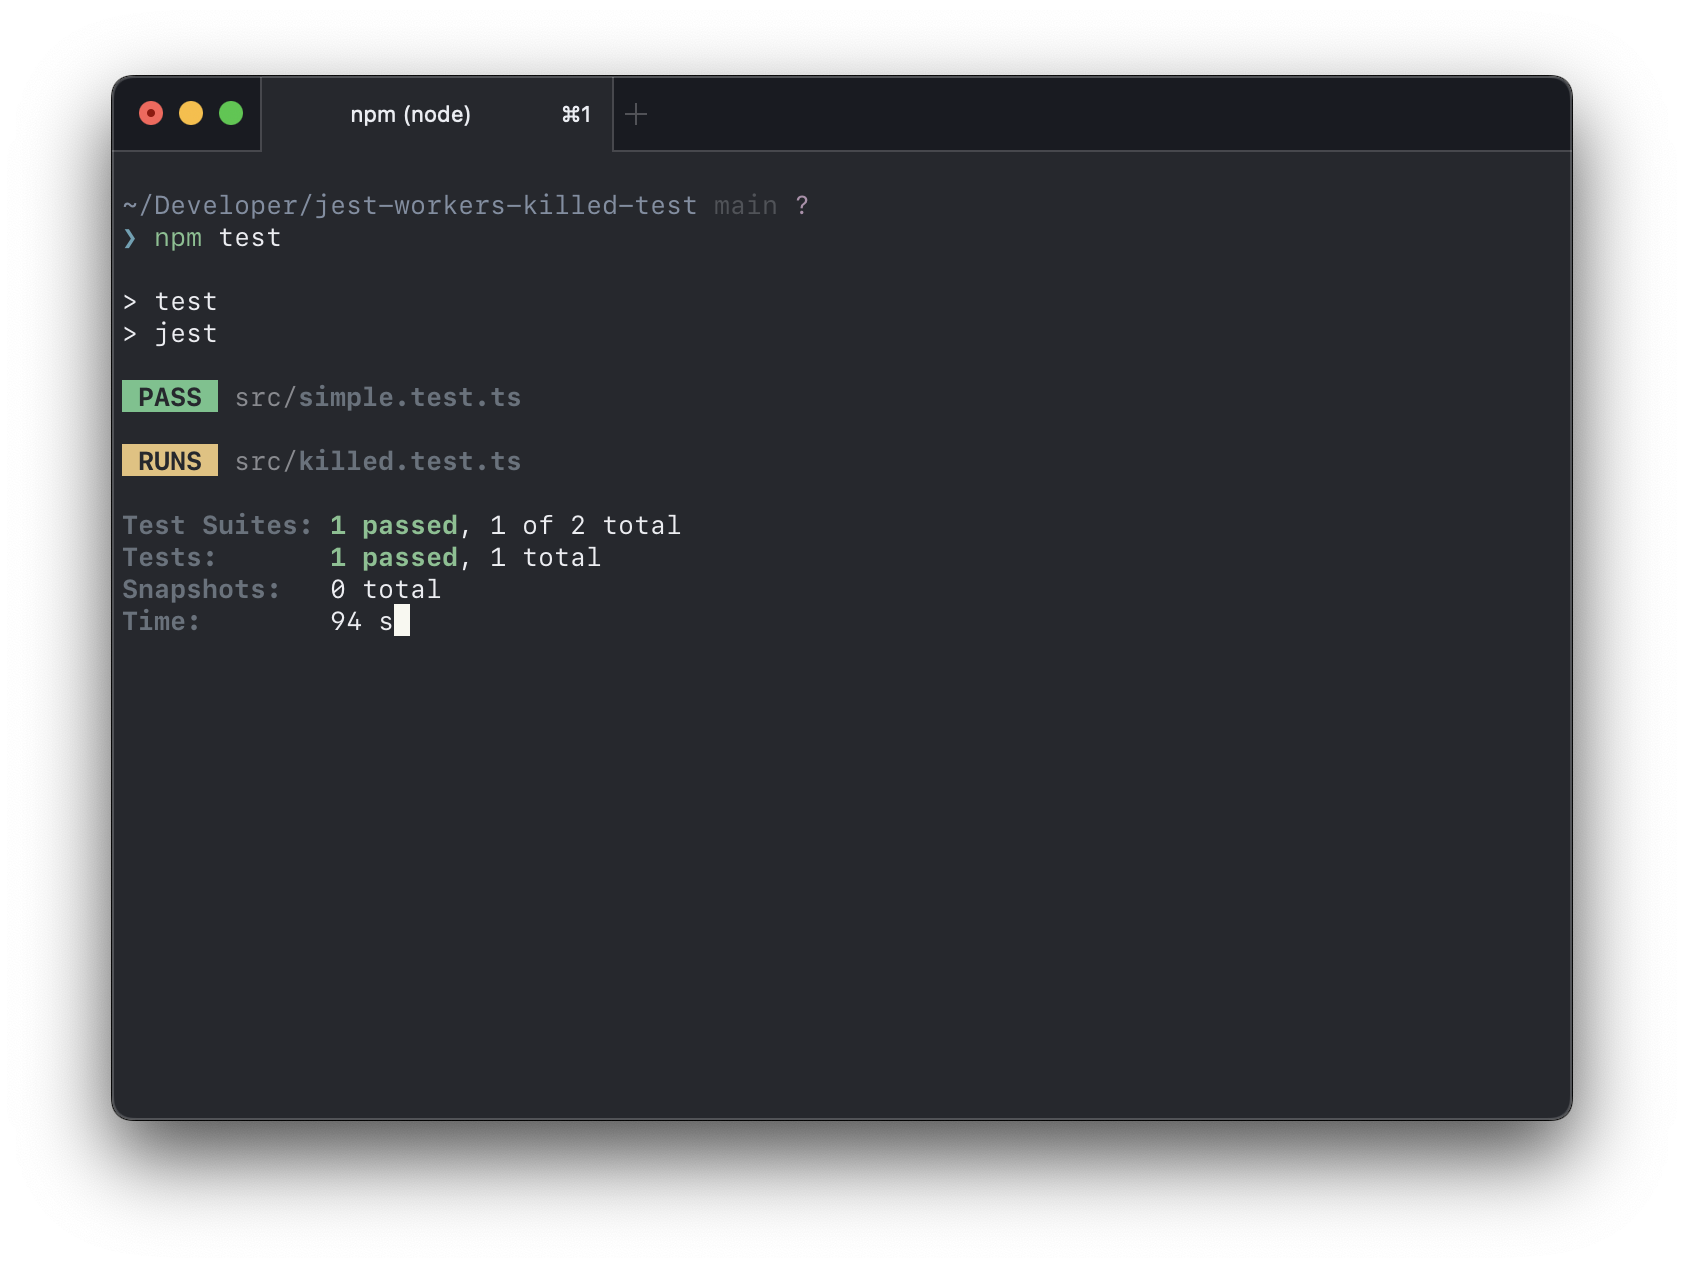 npm (node) ⌘1
~/Developer/jest-workers-killed-test main ?
❯ npm test
> test
> jest
PASS src/simple.test.ts
RUNS src/killed.test.ts
Test Suites: 1 passed, 1 of 2 total
Tests: 1 passed, 1 total
Snapshots: 0 total
Time: 94 s